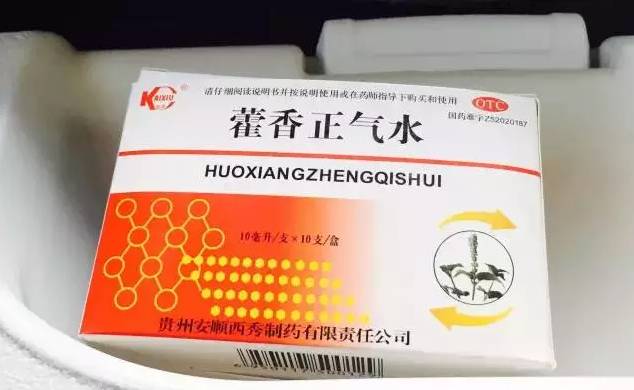 KAIXIU
请仔细阅读说明书并按说明使用或在药师指导下购买和使用
OTC
国药准字Z52020187
藿香正气水
HUOXIANGZHENGQISHUI
10毫升/支×10支/盒
贵州安顺西秀制药有限责任公司